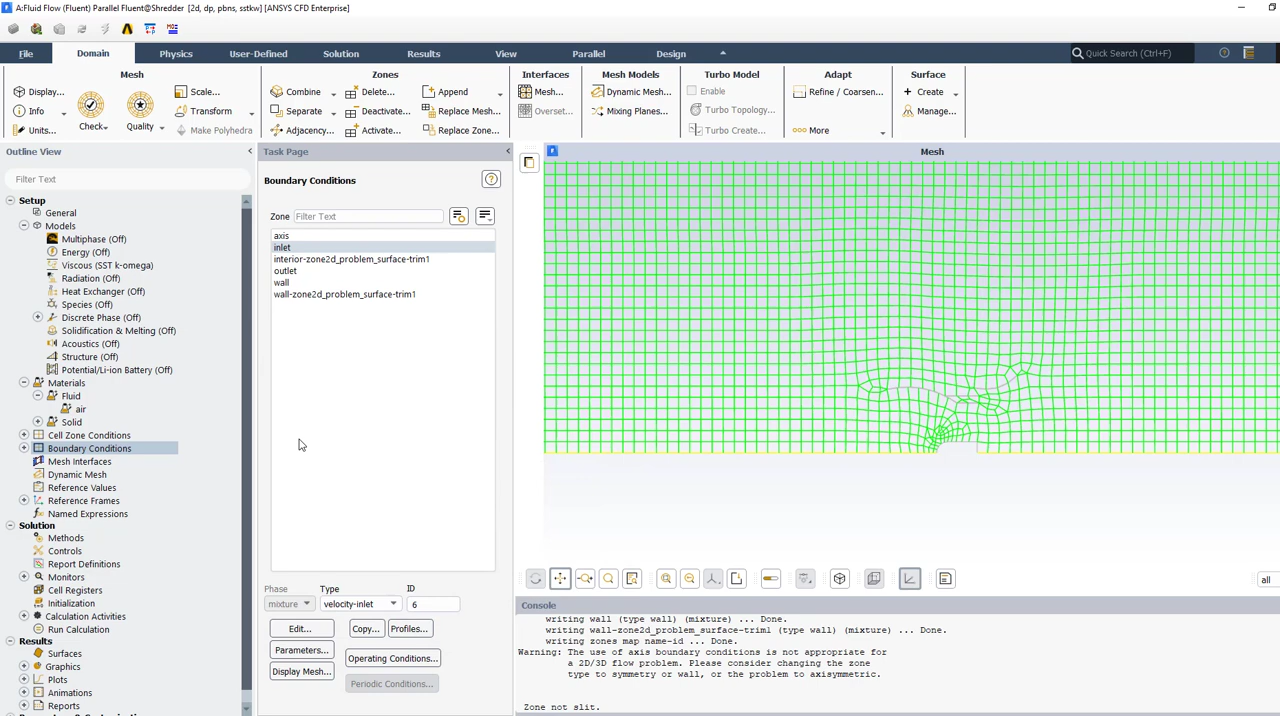 A:Fluid Flow (Fluent) Parallel Fluent@Shredder [2d, dp, pbns, sstkw] [ANSYS CFD Enterprise]
File Domain Physics User-Defined Solution Results View Parallel Design Quick Search (Ctrl+F)
Mesh Zones Interfaces Mesh Models Turbo Model Adapt Surface
Display... Scale... Combine Delete... Append Mesh... Dynamic Mesh... Enable Refine / Coarsen... Create
Info Check Quality Transform Separate Deactivate... Replace Mesh... Overset... Mixing Planes... Turbo Topology... Manage...
Units... Make Polyhedra Adjacency... Activate... Replace Zone... Turbo Create... More
Outline View
Filter Text
Setup
General
Models
Multiphase (Off)
Energy (Off)
Viscous (SST k-omega)
Radiation (Off)
Heat Exchanger (Off)
Species (Off)
Discrete Phase (Off)
Solidification & Melting (Off)
Acoustics (Off)
Structure (Off)
Potential/Li-ion Battery (Off)
Materials
Fluid
air
Solid
Cell Zone Conditions
Boundary Conditions
Mesh Interfaces
Dynamic Mesh
Reference Values
Reference Frames
Named Expressions
Solution
Methods
Controls
Report Definitions
Monitors
Cell Registers
Initialization
Calculation Activities
Run Calculation
Results
Surfaces
Graphics
Plots
Animations
Reports
Task Page
Boundary Conditions
Zone Filter Text
axis
inlet
interior-zone2d_problem_surface-trim1
outlet
wall
wall-zone2d_problem_surface-trim1
Phase Type ID
mixture velocity-inlet 6
Edit... Copy... Profiles...
Parameters... Operating Conditions...
Display Mesh... Periodic Conditions...
Mesh
all
Console
writing wall (type wall) (mixture) ... Done.
writing wall-zone2d_problem_surface-trim1 (type wall) (mixture) ... Done.
writing zones map name-id ... Done.
Warning: The use of axis boundary conditions is not appropriate for
a 2D/3D flow problem. Please consider changing the zone
type to symmetry or wall, or the problem to axisymmetric.
Zone not slit.